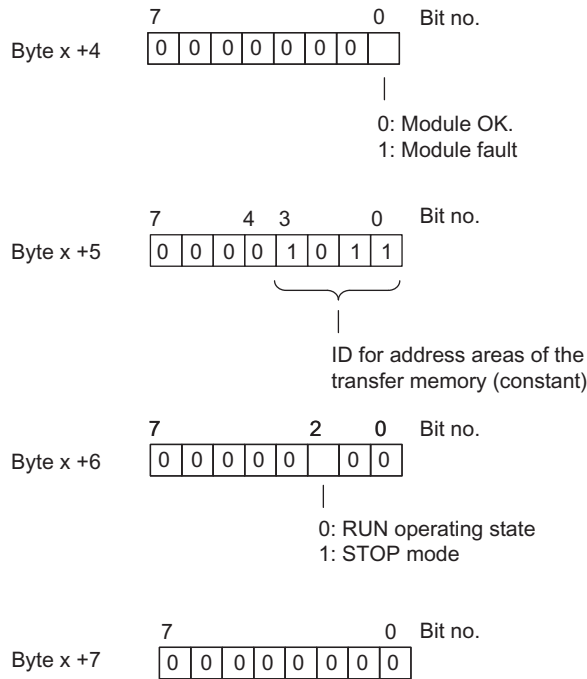 7 0 Bit no.
Byte x +4 0 0 0 0 0 0 0
0: Module OK.
1: Module fault
7 4 3 0 Bit no.
Byte x +5 0 0 0 0 1 0 1 1
ID for address areas of the
transfer memory (constant)
7 2 0 Bit no.
Byte x +6 0 0 0 0 0 0 0
0: RUN operating state
1: STOP mode
7 0 Bit no.
Byte x +7 0 0 0 0 0 0 0 0